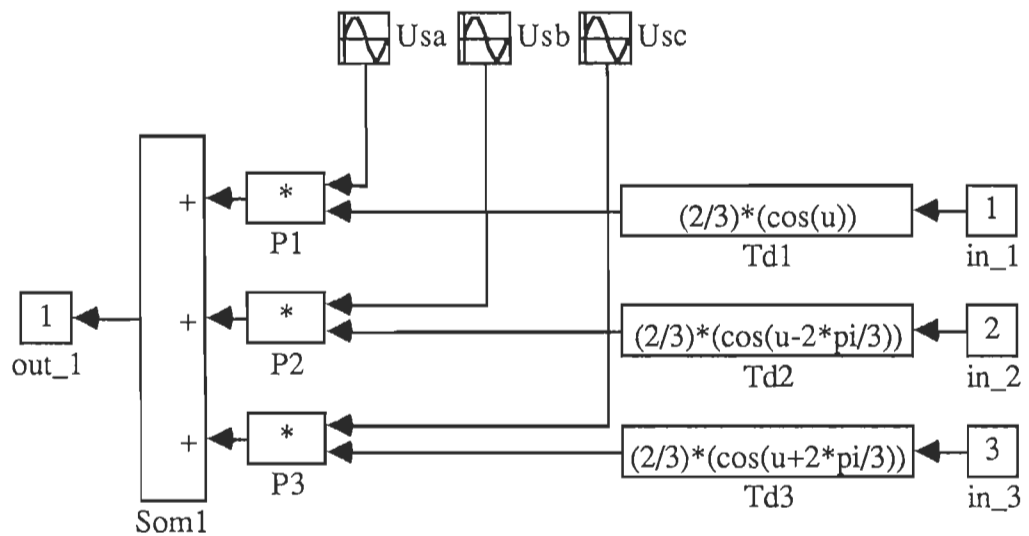 Usa Usb Usc
+ * (2/3)*(cos(u)) 1
P1 Td1 in_1
1 + * (2/3)*(cos(u-2*pi/3)) 2
out_1 P2 Td2 in_2
+ * (2/3)*(cos(u+2*pi/3)) 3
P3 Td3 in_3
Som1